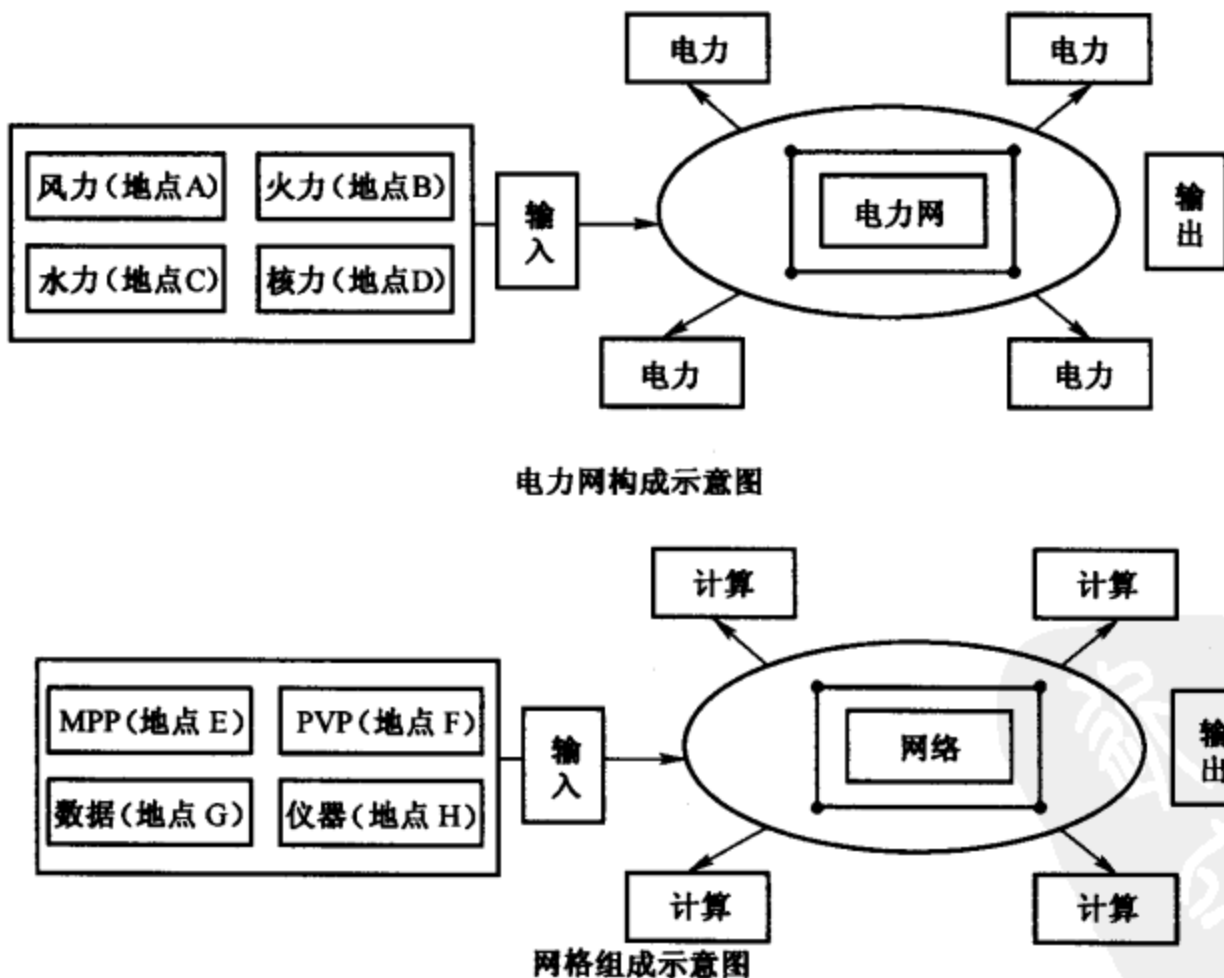 电力 电力
风力(地点A) 火力(地点B) 输入 电力网 输出
水力(地点C) 核力(地点D)
电力 电力
电力网构成示意图
计算 计算
MPP(地点 E) PVP(地点 F) 输入 网络 输出
数据(地点 G) 仪器(地点 H)
计算 计算
网格组成示意图